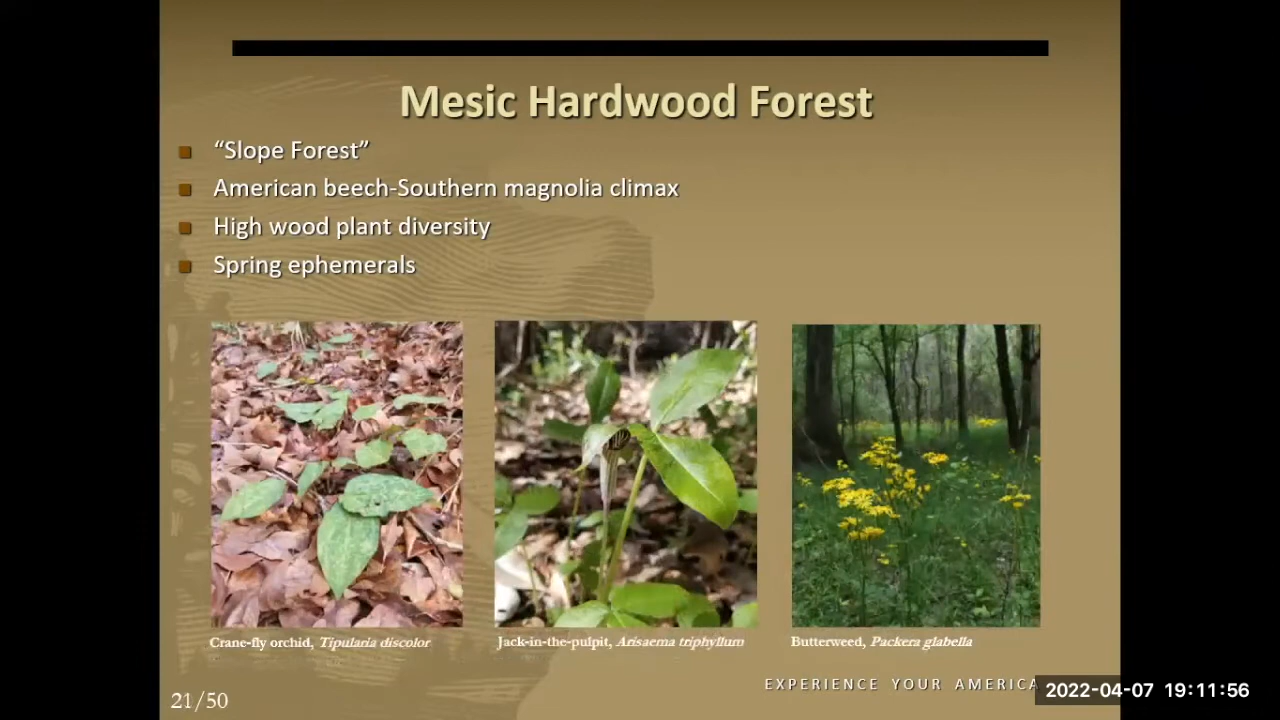 Mesic Hardwood Forest
“Slope Forest”
American beech-Southern magnolia climax
High wood plant diversity
Spring ephemerals
Crane-fly orchid, Tipularia discolor
Jack-in-the-pulpit, Arisaema triphyllum
Butterweed, Packera glabella
EXPERIENCE YOUR AMERICA
2022-04-07 19:11:56
21/50